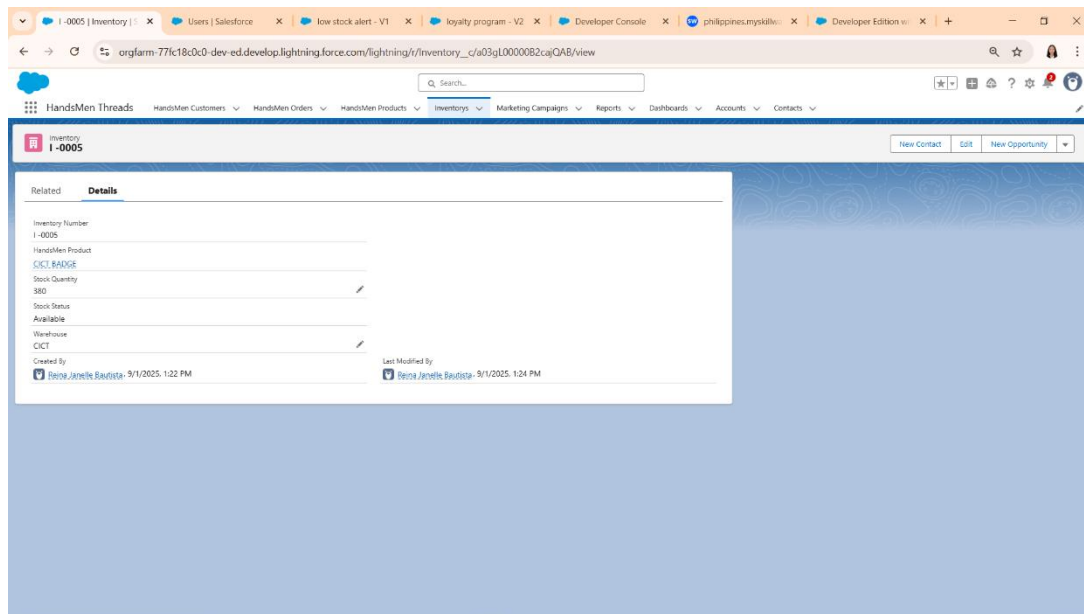 I -0005 | Inventory | S
Users | Salesforce
low stock alert - V1
loyalty program - V2
Developer Console
philippines.myskillwa
Developer Edition w
orgfarm-77fc18c0c0-dev-ed.develop.lightning.force.com/lightning/r/Inventory__c/a03gL00000B2cajQAB/view
Search...
HandsMen Threads
HandsMen Customers
HandsMen Orders
HandsMen Products
Inventorys
Marketing Campaigns
Reports
Dashboards
Accounts
Contacts
Inventory
I -0005
New Contact
Edit
New Opportunity
Related
Details
Inventory Number
I -0005
HandsMen Product
CICT BADGE
Stock Quantity
380
Stock Status
Available
Warehouse
CICT
Created By
Reina Janelle Bautista, 9/1/2025, 1:22 PM
Last Modified By
Reina Janelle Bautista, 9/1/2025, 1:24 PM